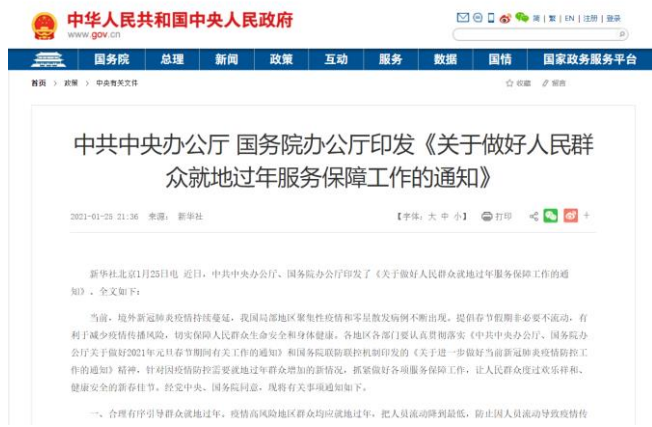 中华人民共和国中央人民政府
www.gov.cn
简 | 繁 | EN | 注册 | 登录
国务院 总理 新闻 政策 互动 服务 数据 国情 国家政务服务平台
首页 > 政策 > 中央有关文件 收藏 留言
中共中央办公厅 国务院办公厅印发《关于做好人民群
众就地过年服务保障工作的通知》
2021-01-25 21:36 来源： 新华社 【字体：大 中 小】 打印
新华社北京1月25日电 近日，中共中央办公厅、国务院办公厅印发了《关于做好人民群众就地过年服务保障工作的通
知》，全文如下：
当前，境外新冠肺炎疫情持续蔓延，我国局部地区聚集性疫情和零星散发病例不断出现。提倡春节假期非必要不流动，有
利于减少疫情传播风险，切实保障人民群众生命安全和身体健康。各地区各部门要认真贯彻落实《中共中央办公厅、国务院办
公厅关于做好2021年元旦春节期间有关工作的通知》和国务院联防联控机制印发的《关于进一步做好当前新冠肺炎疫情防控工
作的通知》精神，针对因疫情防控需要就地过年群众增加的新情况，抓紧做好各项服务保障工作，让人民群众度过欢乐祥和、
健康安全的新春佳节。经党中央、国务院同意，现将有关事项通知如下。
一、合理有序引导群众就地过年。疫情高风险地区群众均应就地过年，把人员流动降到最低，防止因人员流动导致疫情传